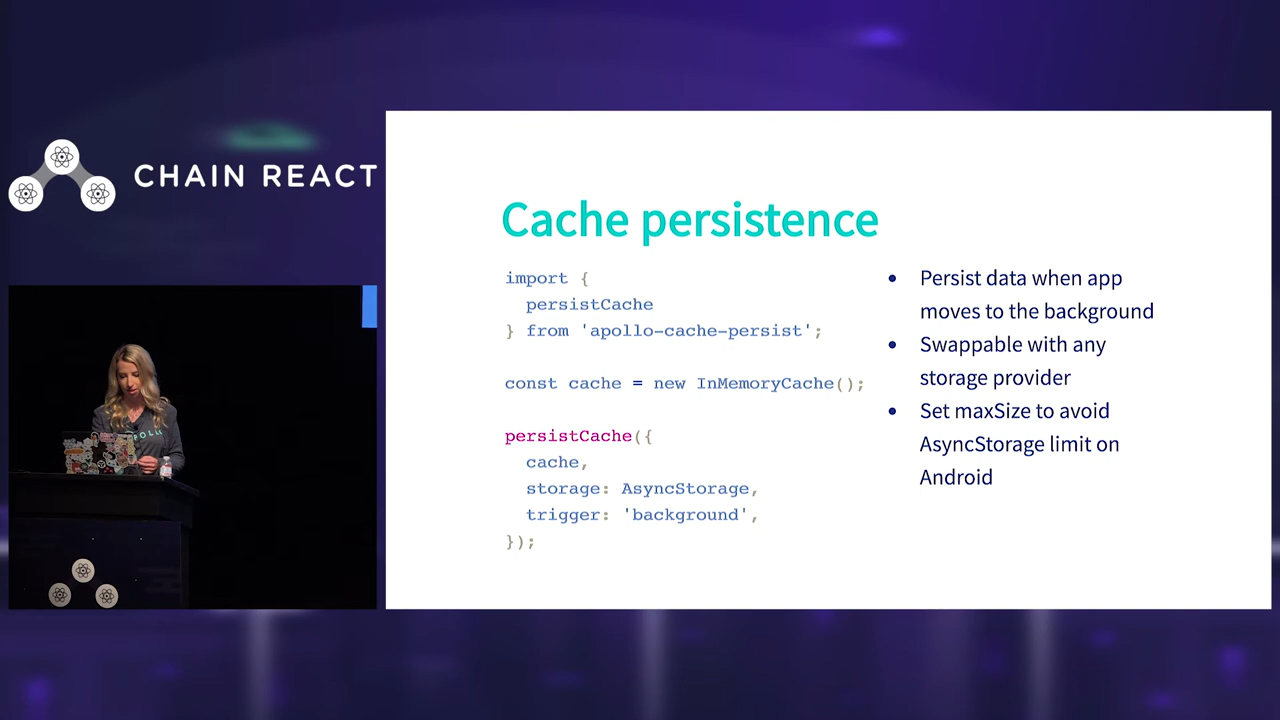 CHAIN REACT
Cache persistence
import {
persistCache
} from 'apollo-cache-persist';
const cache = new InMemoryCache();
persistCache({
cache,
storage: AsyncStorage,
trigger: 'background',
});
• Persist data when app
moves to the background
• Swappable with any
storage provider
• Set maxSize to avoid
AsyncStorage limit on
Android